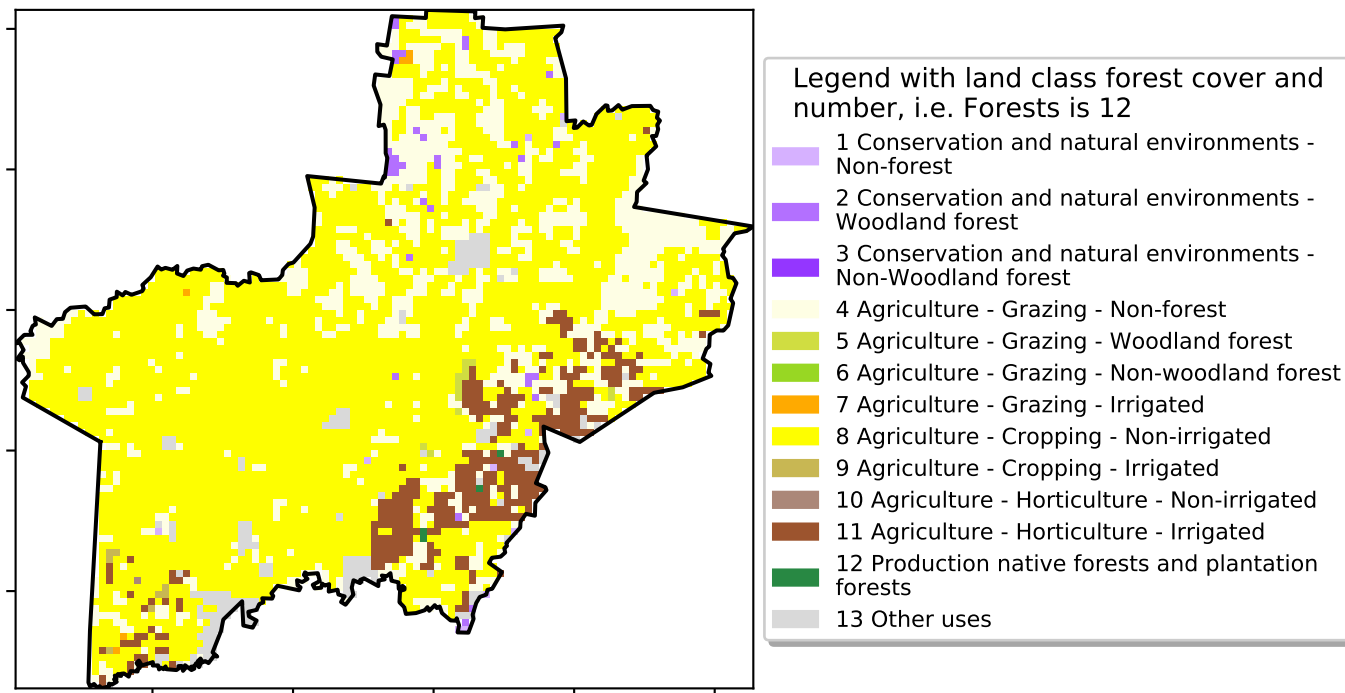 Legend with land class forest cover and
number, i.e. Forests is 12
1 Conservation and natural environments -
Non-forest
2 Conservation and natural environments -
Woodland forest
3 Conservation and natural environments -
Non-Woodland forest
4 Agriculture - Grazing - Non-forest
5 Agriculture - Grazing - Woodland forest
6 Agriculture - Grazing - Non-woodland forest
7 Agriculture - Grazing - Irrigated
8 Agriculture - Cropping - Non-irrigated
9 Agriculture - Cropping - Irrigated
10 Agriculture - Horticulture - Non-irrigated
11 Agriculture - Horticulture - Irrigated
12 Production native forests and plantation
forests
13 Other uses